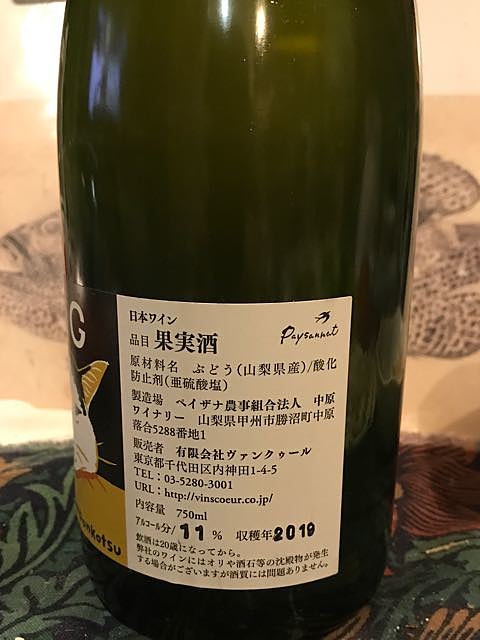 日本ワイン
品目 果実酒
Paysannat
原材料名 ぶどう(山梨県産)/酸化
防止剤(亜硫酸塩)
製造場 ペイザナ農事組合法人 中原
ワイナリー 山梨県甲州市勝沼町中原
落合5288番地1
販売者 有限会社ヴァンクゥール
東京都千代田区内神田1-4-5
TEL：03-5280-3001
URL：http://vinscoeur.co.jp/
内容量 750ml
アルコール分/11% 収穫年2019
飲酒は20歳になってから。
弊社のワインにはオリや酒石等の沈殿物が発生
する場合がございますが酒質には問題ありません。
G